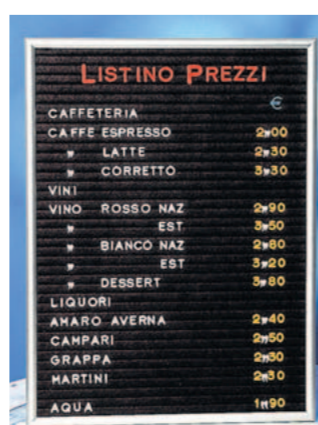 LISTINO PREZZI
€
CAFFETERIA
CAFFE ESPRESSO 2"00
" LATTE 2"30
" CORRETTO 3"30
VINI
VINO ROSSO NAZ 2"90
" EST 3"50
" BIANCO NAZ 2"60
" EST 3"20
" DESSERT 3"80
LIQUORI
AMARO AVERNA 2"40
CAMPARI 2"50
GRAPPA 2"50
MARTINI 2"30
AQUA 1"90